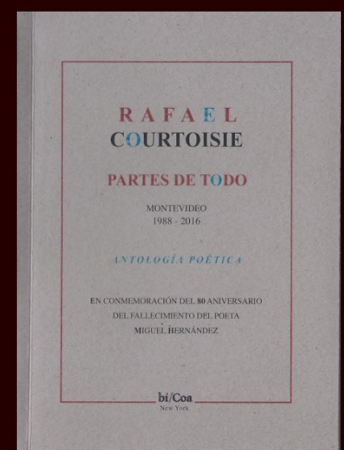 RAFAEL
COURTOISIE
PARTES DE TODO
MONTEVIDEO
1988 - 2016
ANTOLOGÍA POÉTICA
EN CONMEMORACIÓN DEL 80 ANIVERSARIO
DEL FALLECIMIENTO DEL POETA
MIGUEL HERNÁNDEZ
bi/Coa
New York